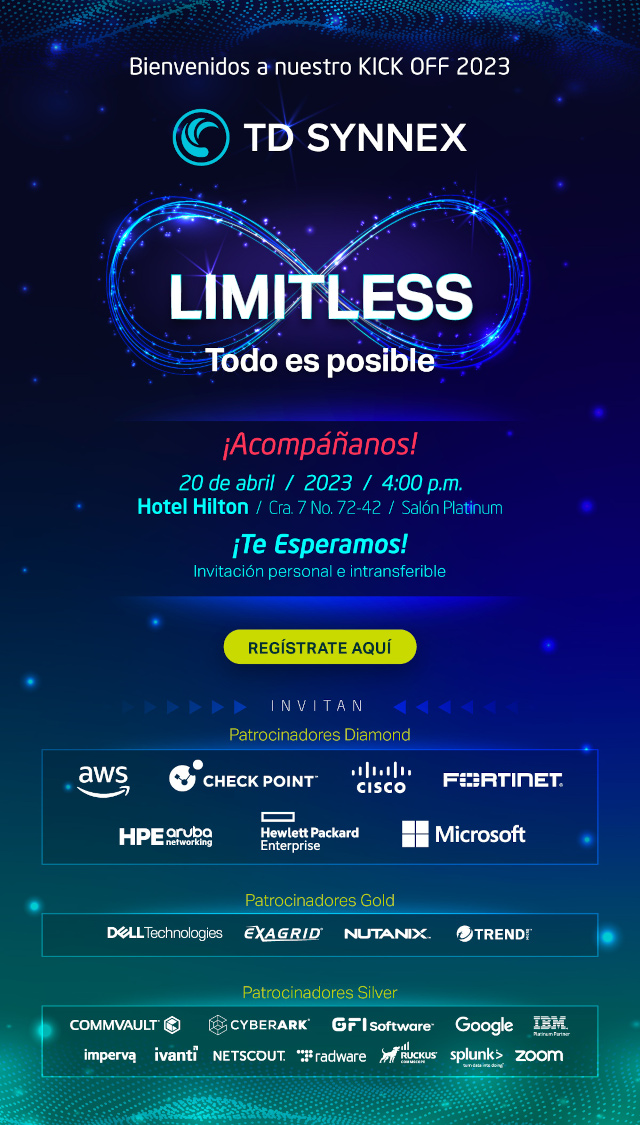 Bienvenidos a nuestro KICK OFF 2023
TD SYNNEX
LIMITLESS
Todo es posible
¡Acompáñanos!
20 de abril / 2023 / 4:00 p.m.
Hotel Hilton / Cra. 7 No. 72-42 / Salón Platinum
¡Te Esperamos!
Invitación personal e intransferible
REGÍSTRATE AQUÍ
INVITAN
Patrocinadores Diamond
aws CHECK POINT CISCO FORTINET
HPE aruba networking Hewlett Packard Enterprise Microsoft
Patrocinadores Gold
DELL Technologies EXAGRID NUTANIX TREND MICRO
Patrocinadores Silver
COMMVAULT CYBERARK GFI Software Google IBM Platinum Partner
imperva ivanti NETSCOUT radware RUCKUS COMMSCOPE splunk> turn data into doing zoom